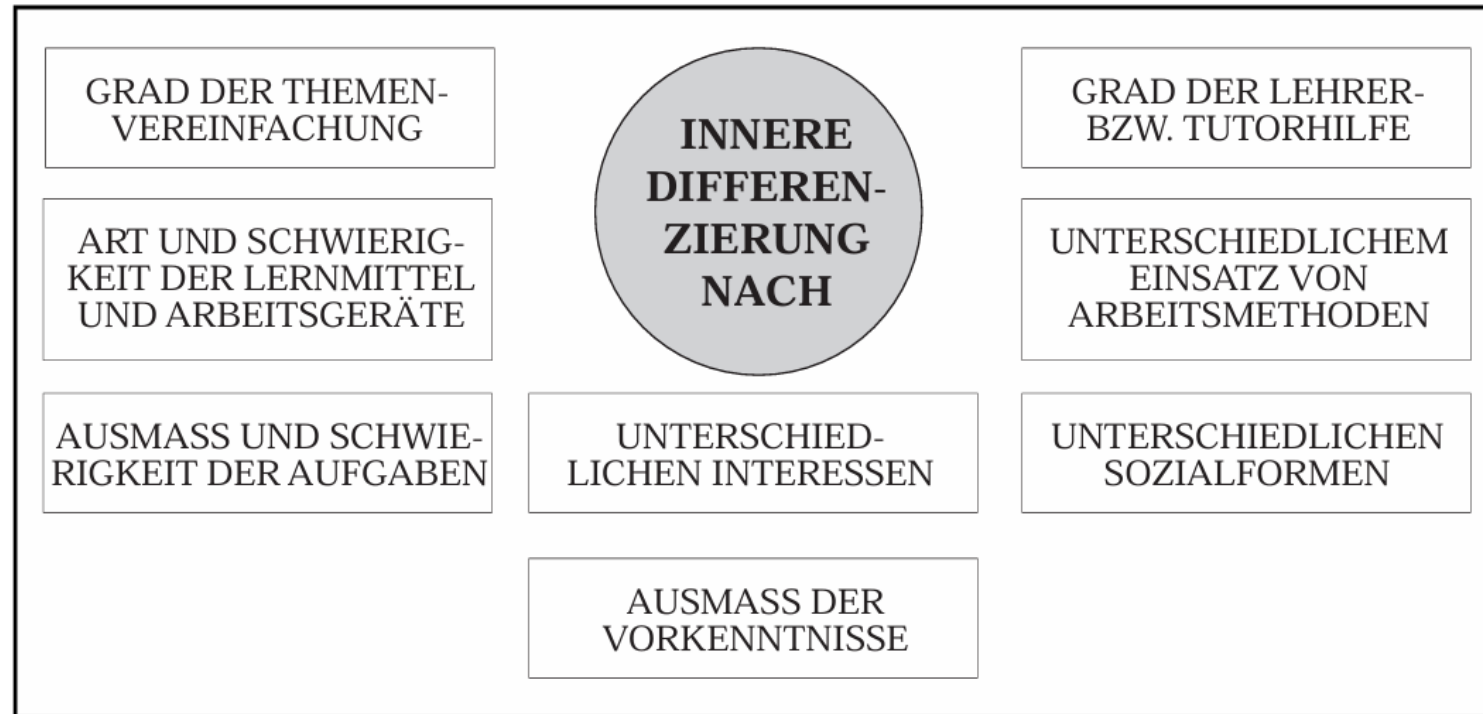 INNERE
DIFFEREN-
ZIERUNG
NACH
GRAD DER THEMEN-
VEREINFACHUNG
ART UND SCHWIERIG-
KEIT DER LERNMITTEL
UND ARBEITSGERÄTE
AUSMASS UND SCHWIE-
RIGKEIT DER AUFGABEN
UNTERSCHIED-
LICHEN INTERESSEN
AUSMASS DER
VORKENNTNISSE
GRAD DER LEHRER-
BZW. TUTORHILFE
UNTERSCHIEDLICHEM
EINSATZ VON
ARBEITSMETHODEN
UNTERSCHIEDLICHEN
SOZIALFORMEN